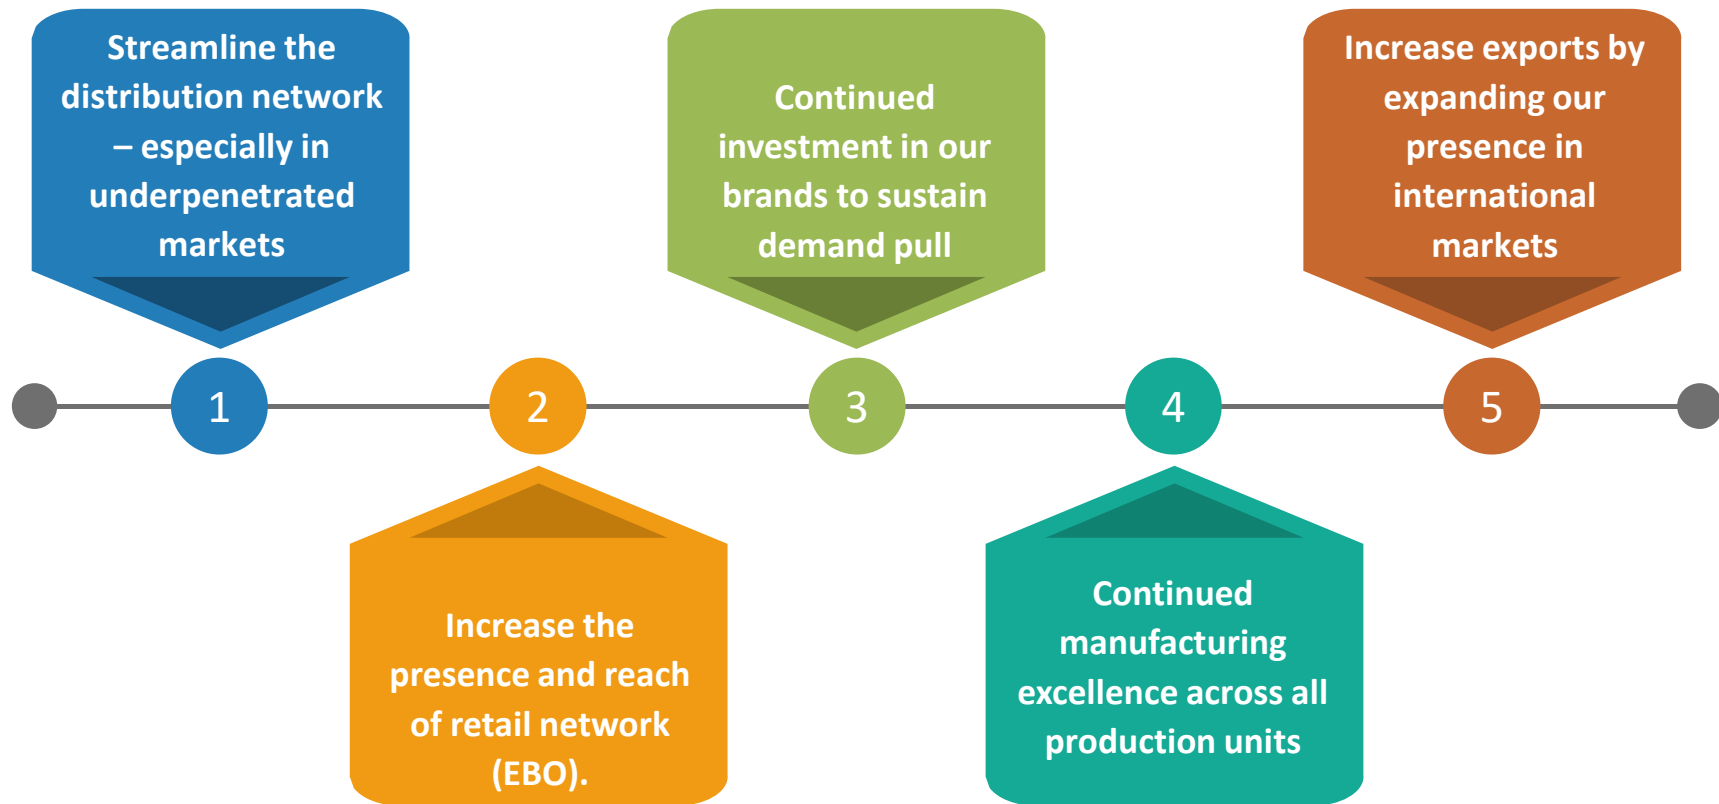 Streamline the
distribution network
– especially in
underpenetrated
markets
Continued
investment in our
brands to sustain
demand pull
Increase exports by
expanding our
presence in
international
markets
1
2
3
4
5
Increase the
presence and reach
of retail network
(EBO).
Continued
manufacturing
excellence across all
production units